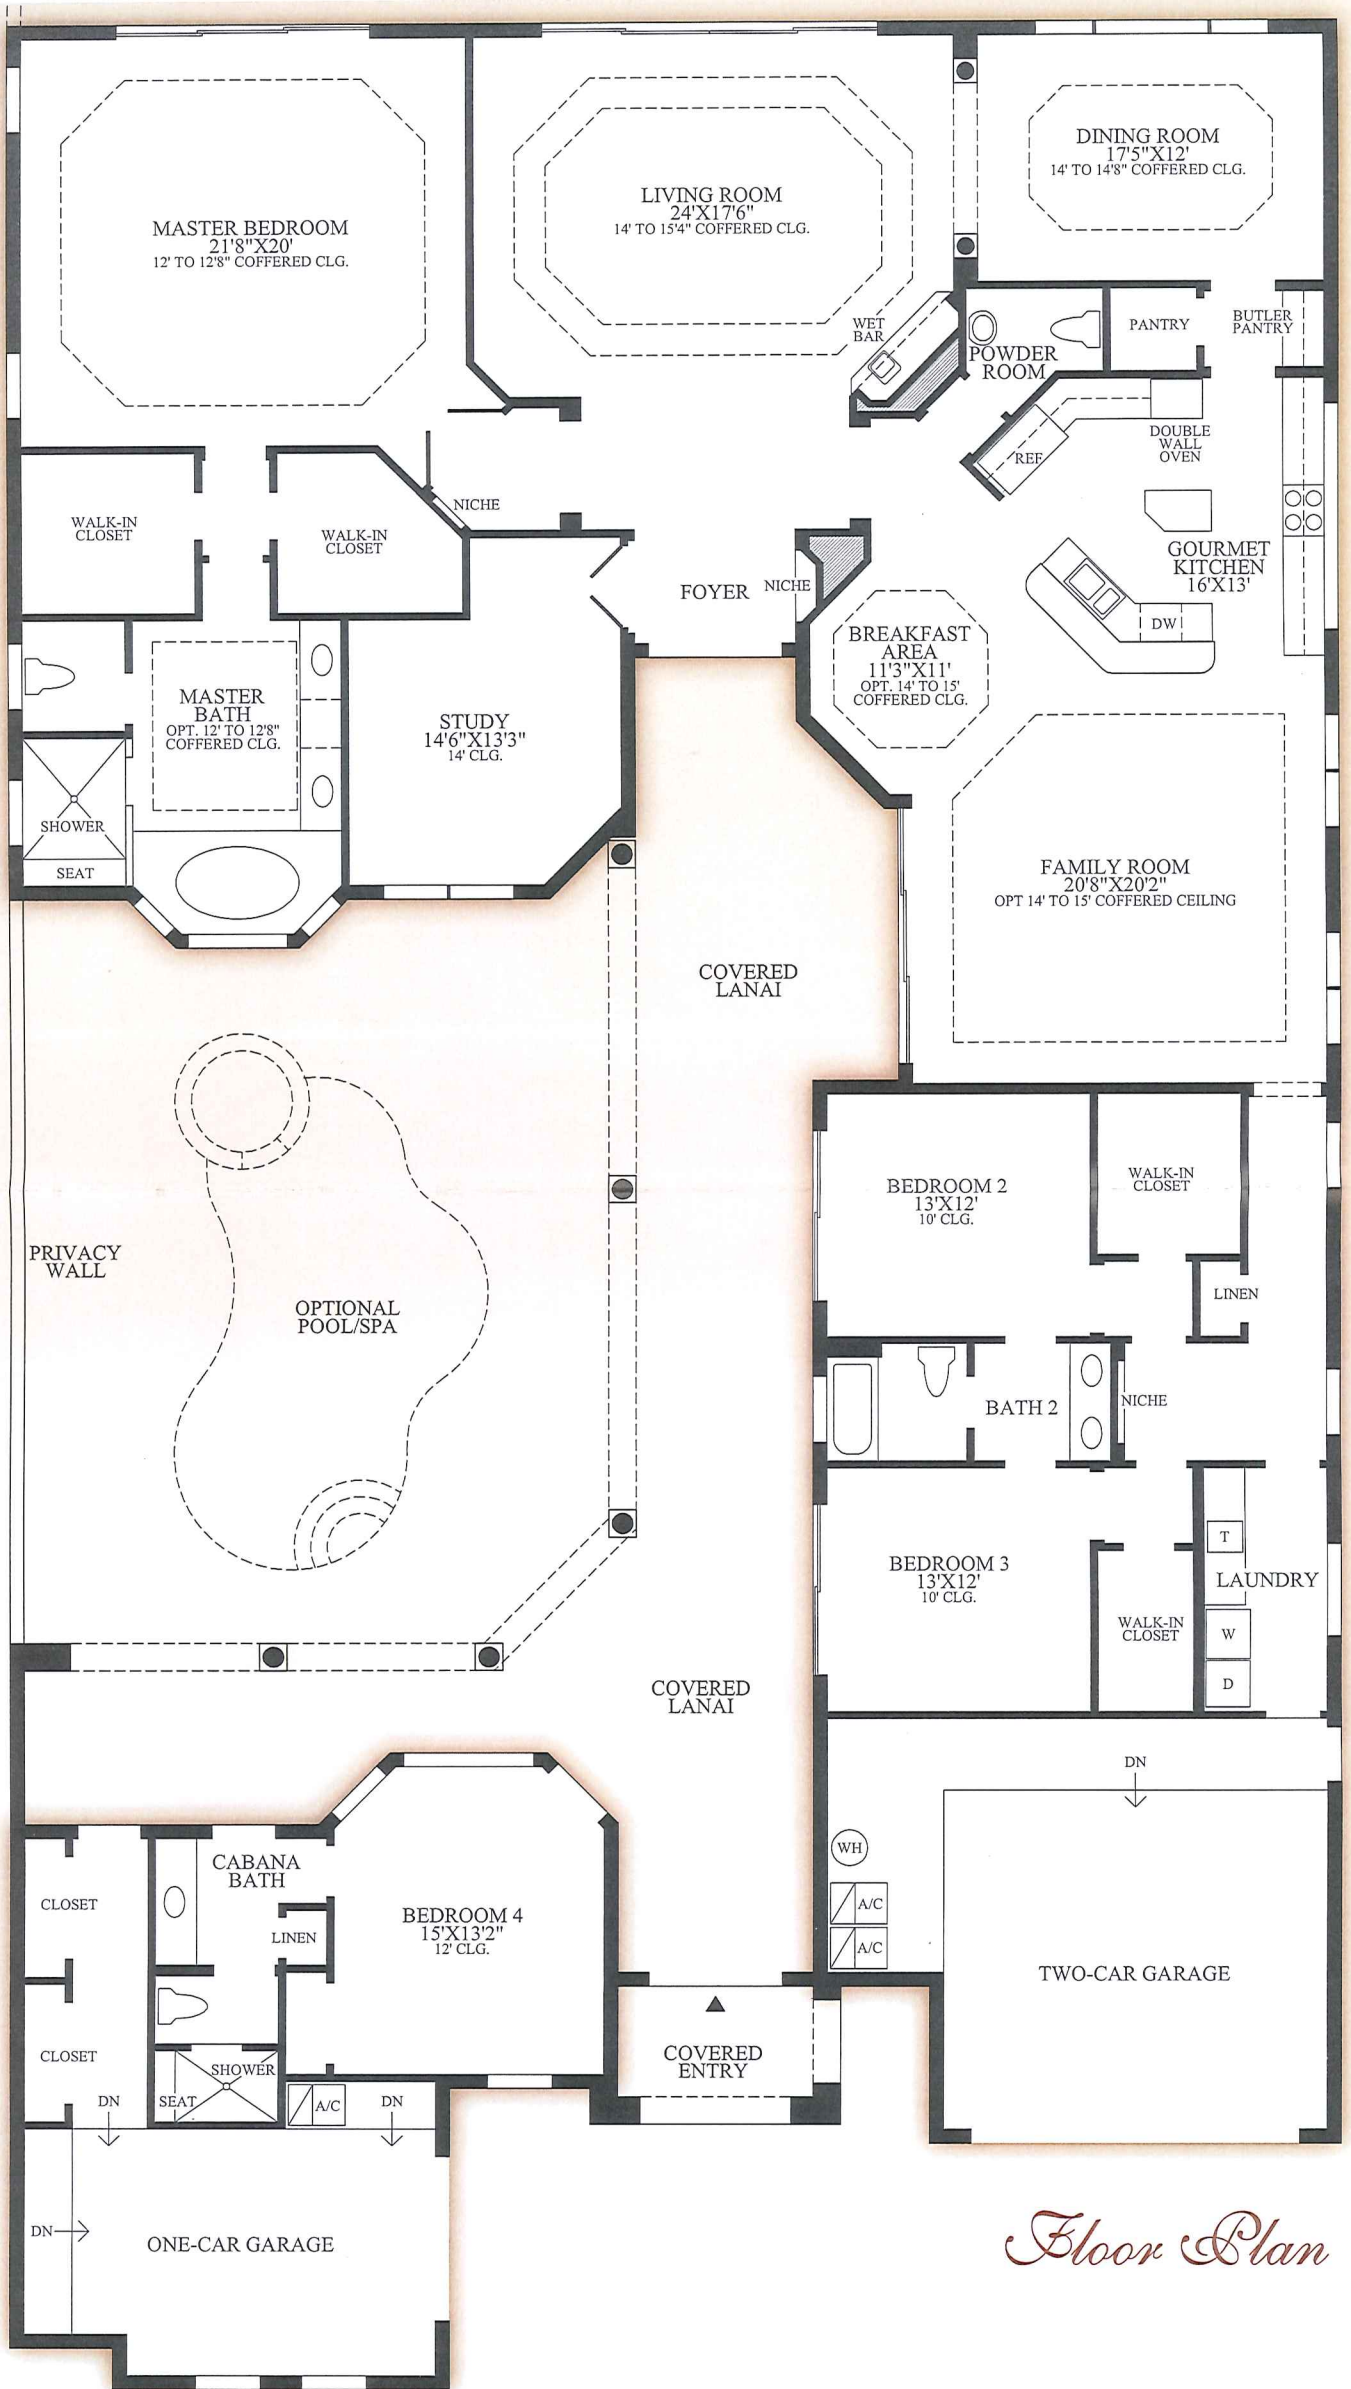 MASTER BEDROOM
21'8"X20'
12' TO 12'8" COFFERED CLG.
LIVING ROOM
24'X17'6"
14' TO 15'4" COFFERED CLG.
DINING ROOM
17'5"X12'
14' TO 14'8" COFFERED CLG.
WET
BAR
POWDER
ROOM
PANTRY
BUTLER
PANTRY
DOUBLE
WALL
OVEN
REF
WALK-IN
CLOSET
WALK-IN
CLOSET
NICHE
FOYER
NICHE
GOURMET
KITCHEN
16'X13'
DW
BREAKFAST
AREA
11'3"X11'
OPT. 14' TO 15'
COFFERED CLG.
MASTER
BATH
OPT. 12' TO 12'8"
COFFERED CLG.
STUDY
14'6"X13'3"
14' CLG.
SHOWER
SEAT
FAMILY ROOM
20'8"X20'2"
OPT 14' TO 15' COFFERED CEILING
COVERED
LANAI
PRIVACY
WALL
OPTIONAL
POOL/SPA
BEDROOM 2
13'X12'
10' CLG.
WALK-IN
CLOSET
LINEN
BATH 2
NICHE
BEDROOM 3
13'X12'
10' CLG.
WALK-IN
CLOSET
T
LAUNDRY
W
D
COVERED
LANAI
DN
WH
A/C
A/C
TWO-CAR GARAGE
CLOSET
CABANA
BATH
LINEN
BEDROOM 4
15'X13'2"
12' CLG.
CLOSET
SHOWER
SEAT
A/C
DN
DN
COVERED
ENTRY
DN
ONE-CAR GARAGE
Floor Plan